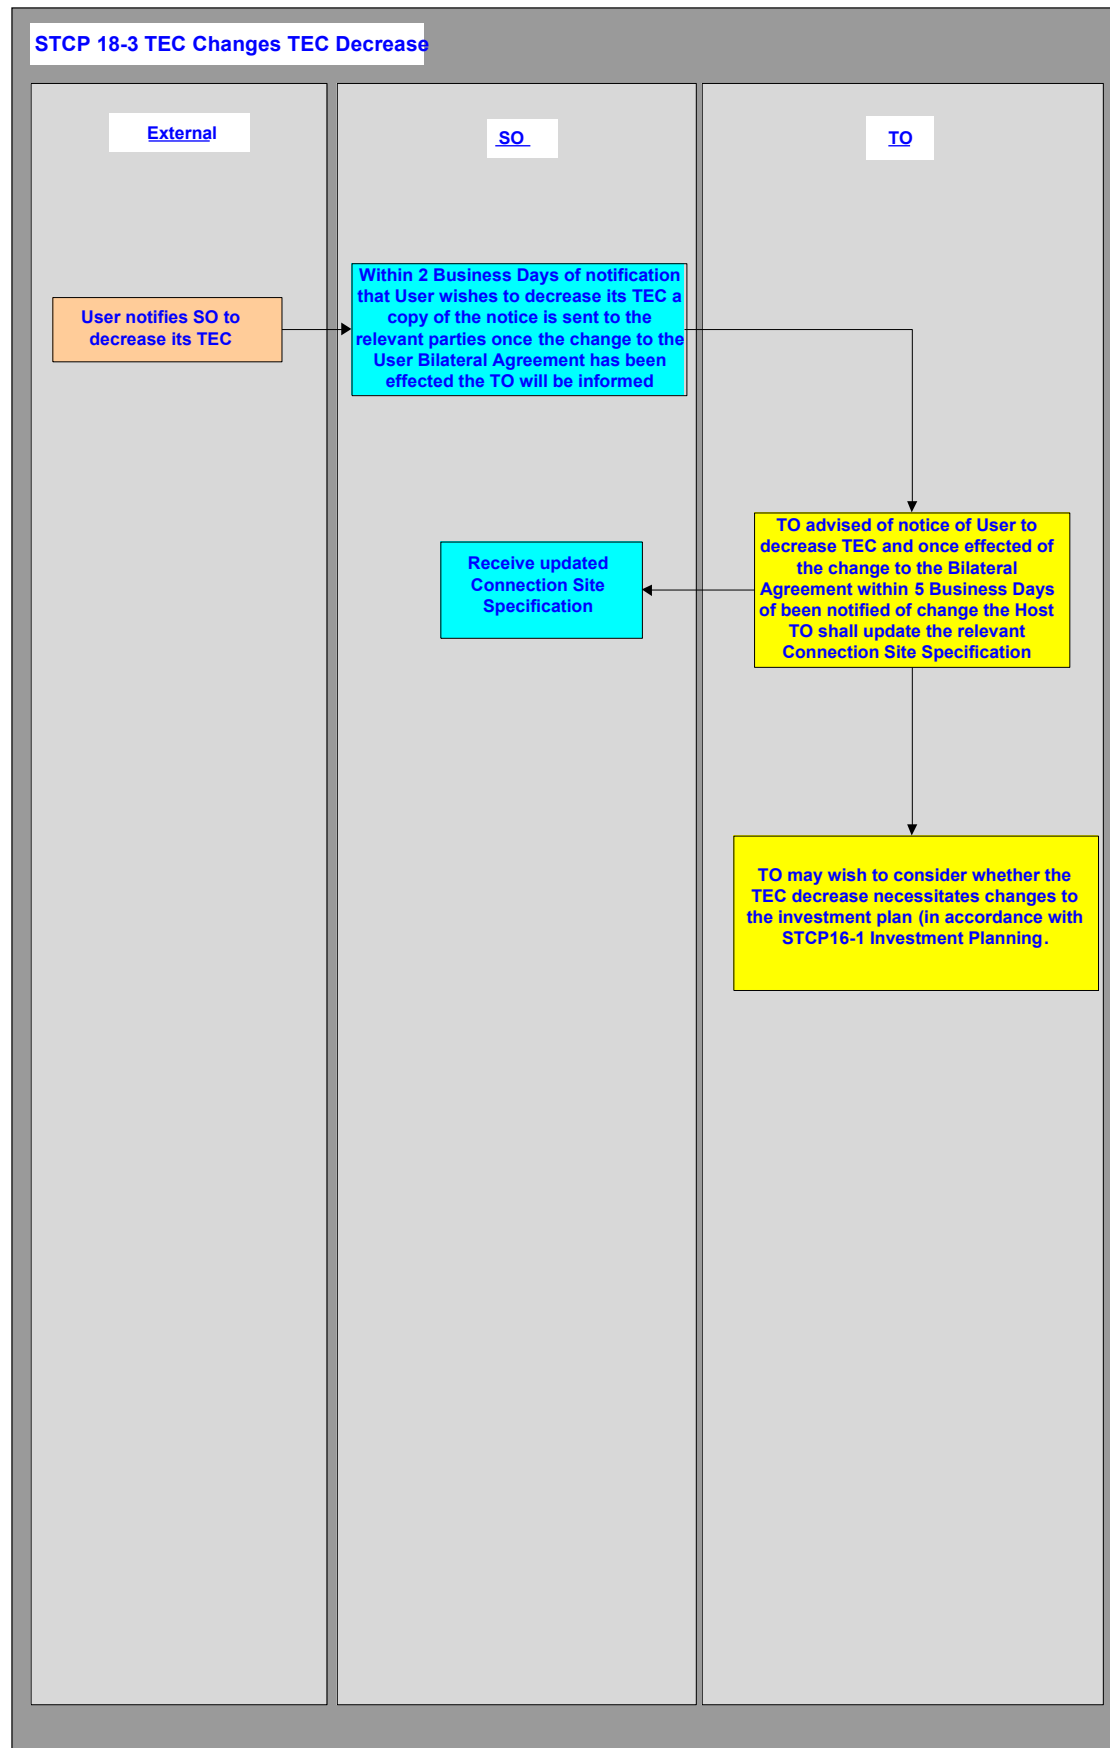 STCP 18-3 TEC Changes TEC Decrease
External
SO
TO
User notifies SO to
decrease its TEC
Within 2 Business Days of notification
that User wishes to decrease its TEC a
copy of the notice is sent to the
relevant parties once the change to the
User Bilateral Agreement has been
effected the TO will be informed
TO advised of notice of User to
decrease TEC and once effected of
the change to the Bilateral
Agreement within 5 Business Days
of been notified of change the Host
TO shall update the relevant
Connection Site Specification
Receive updated
Connection Site
Specification
TO may wish to consider whether the
TEC decrease necessitates changes to
the investment plan (in accordance with
STCP16-1 Investment Planning.